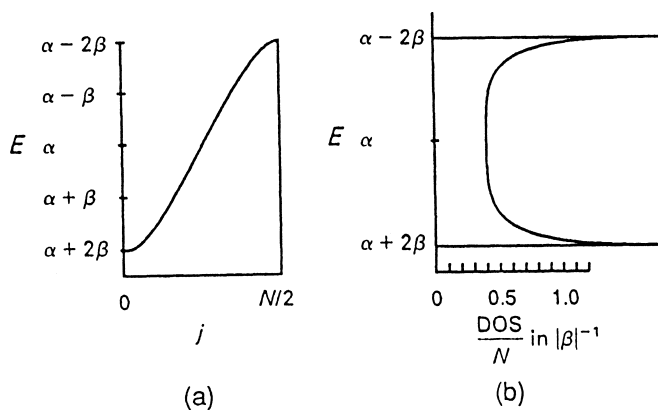 α − 2β
α − β
E α
α + β
α + 2β
0 N/2
j
(a)
α − 2β
E α
α + 2β
0 0.5 1.0
DOS
N in |β|⁻¹
(b)